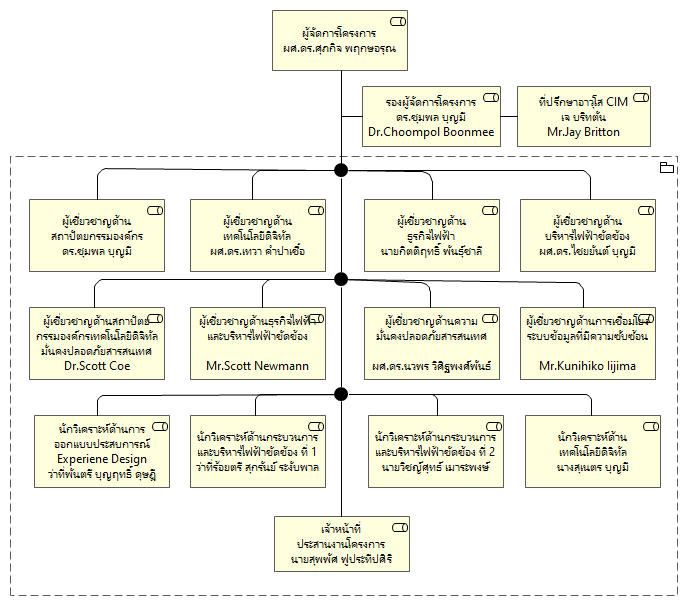 ผู้จัดการโครงการ
ผศ.ดร.ศุภกิจ พฤกษอรุณ
รองผู้จัดการโครงการ
ดร.ชุมพล บุญมี
Dr.Choompol Boonmee
ที่ปรึกษาอาวุโส CIM
เจ บริทตัน
Mr.Jay Britton
ผู้เชี่ยวชาญด้าน
สถาปัตยกรรมองค์กร
ดร.ชุมพล บุญมี
ผู้เชี่ยวชาญด้าน
เทคโนโลยีดิจิทัล
ผศ.ดร.เทวา คำปาเชื้อ
ผู้เชี่ยวชาญด้าน
ธุรกิจไฟฟ้า
นายกิตติฤทธิ์ พันธุ์ชาลี
ผู้เชี่ยวชาญด้าน
บริหารไฟฟ้าขัดข้อง
ผศ.ดร.ไชยยันต์ บุญมี
ผู้เชี่ยวชาญด้านสถาปัตย
กรรมองค์กรเทคโนโลยีดิจิทัล
มั่นคงปลอดภัยสารสนเทศ
Dr.Scott Coe
ผู้เชี่ยวชาญด้านธุรกิจไฟฟ้า
และบริหารไฟฟ้าขัดข้อง
Mr.Scott Newmann
ผู้เชี่ยวชาญด้านความ
มั่นคงปลอดภัยสารสนเทศ
ผศ.ดร.นวพร วิสิฐพงศ์พันธ์
ผู้เชี่ยวชาญด้านการเชื่อมโยง
ระบบข้อมูลที่มีความซับซ้อน
Mr.Kunihiko Iijima
นักวิเคราะห์ด้านการ
ออกแบบประสบการณ์
Experiene Design
ว่าที่พันตรี บุญฤทธิ์ ดุษฎี
นักวิเคราะห์ด้านกระบวนการ
และบริหารไฟฟ้าขัดข้อง ที่ 1
ว่าที่ร้อยตรี สุกรันย์ ระงับพาล
นักวิเคราะห์ด้านกระบวนการ
และบริหารไฟฟ้าขัดข้อง ที่ 2
นายวิชญ์ศุทธ์ เมาระพงษ์
นักวิเคราะห์ด้าน
เทคโนโลยีดิจิทัล
นางสุเนตร บุญมี
เจ้าหน้าที่
ประสานงานโครงการ
นายสุพพัศ ฟูประทีปศิริ